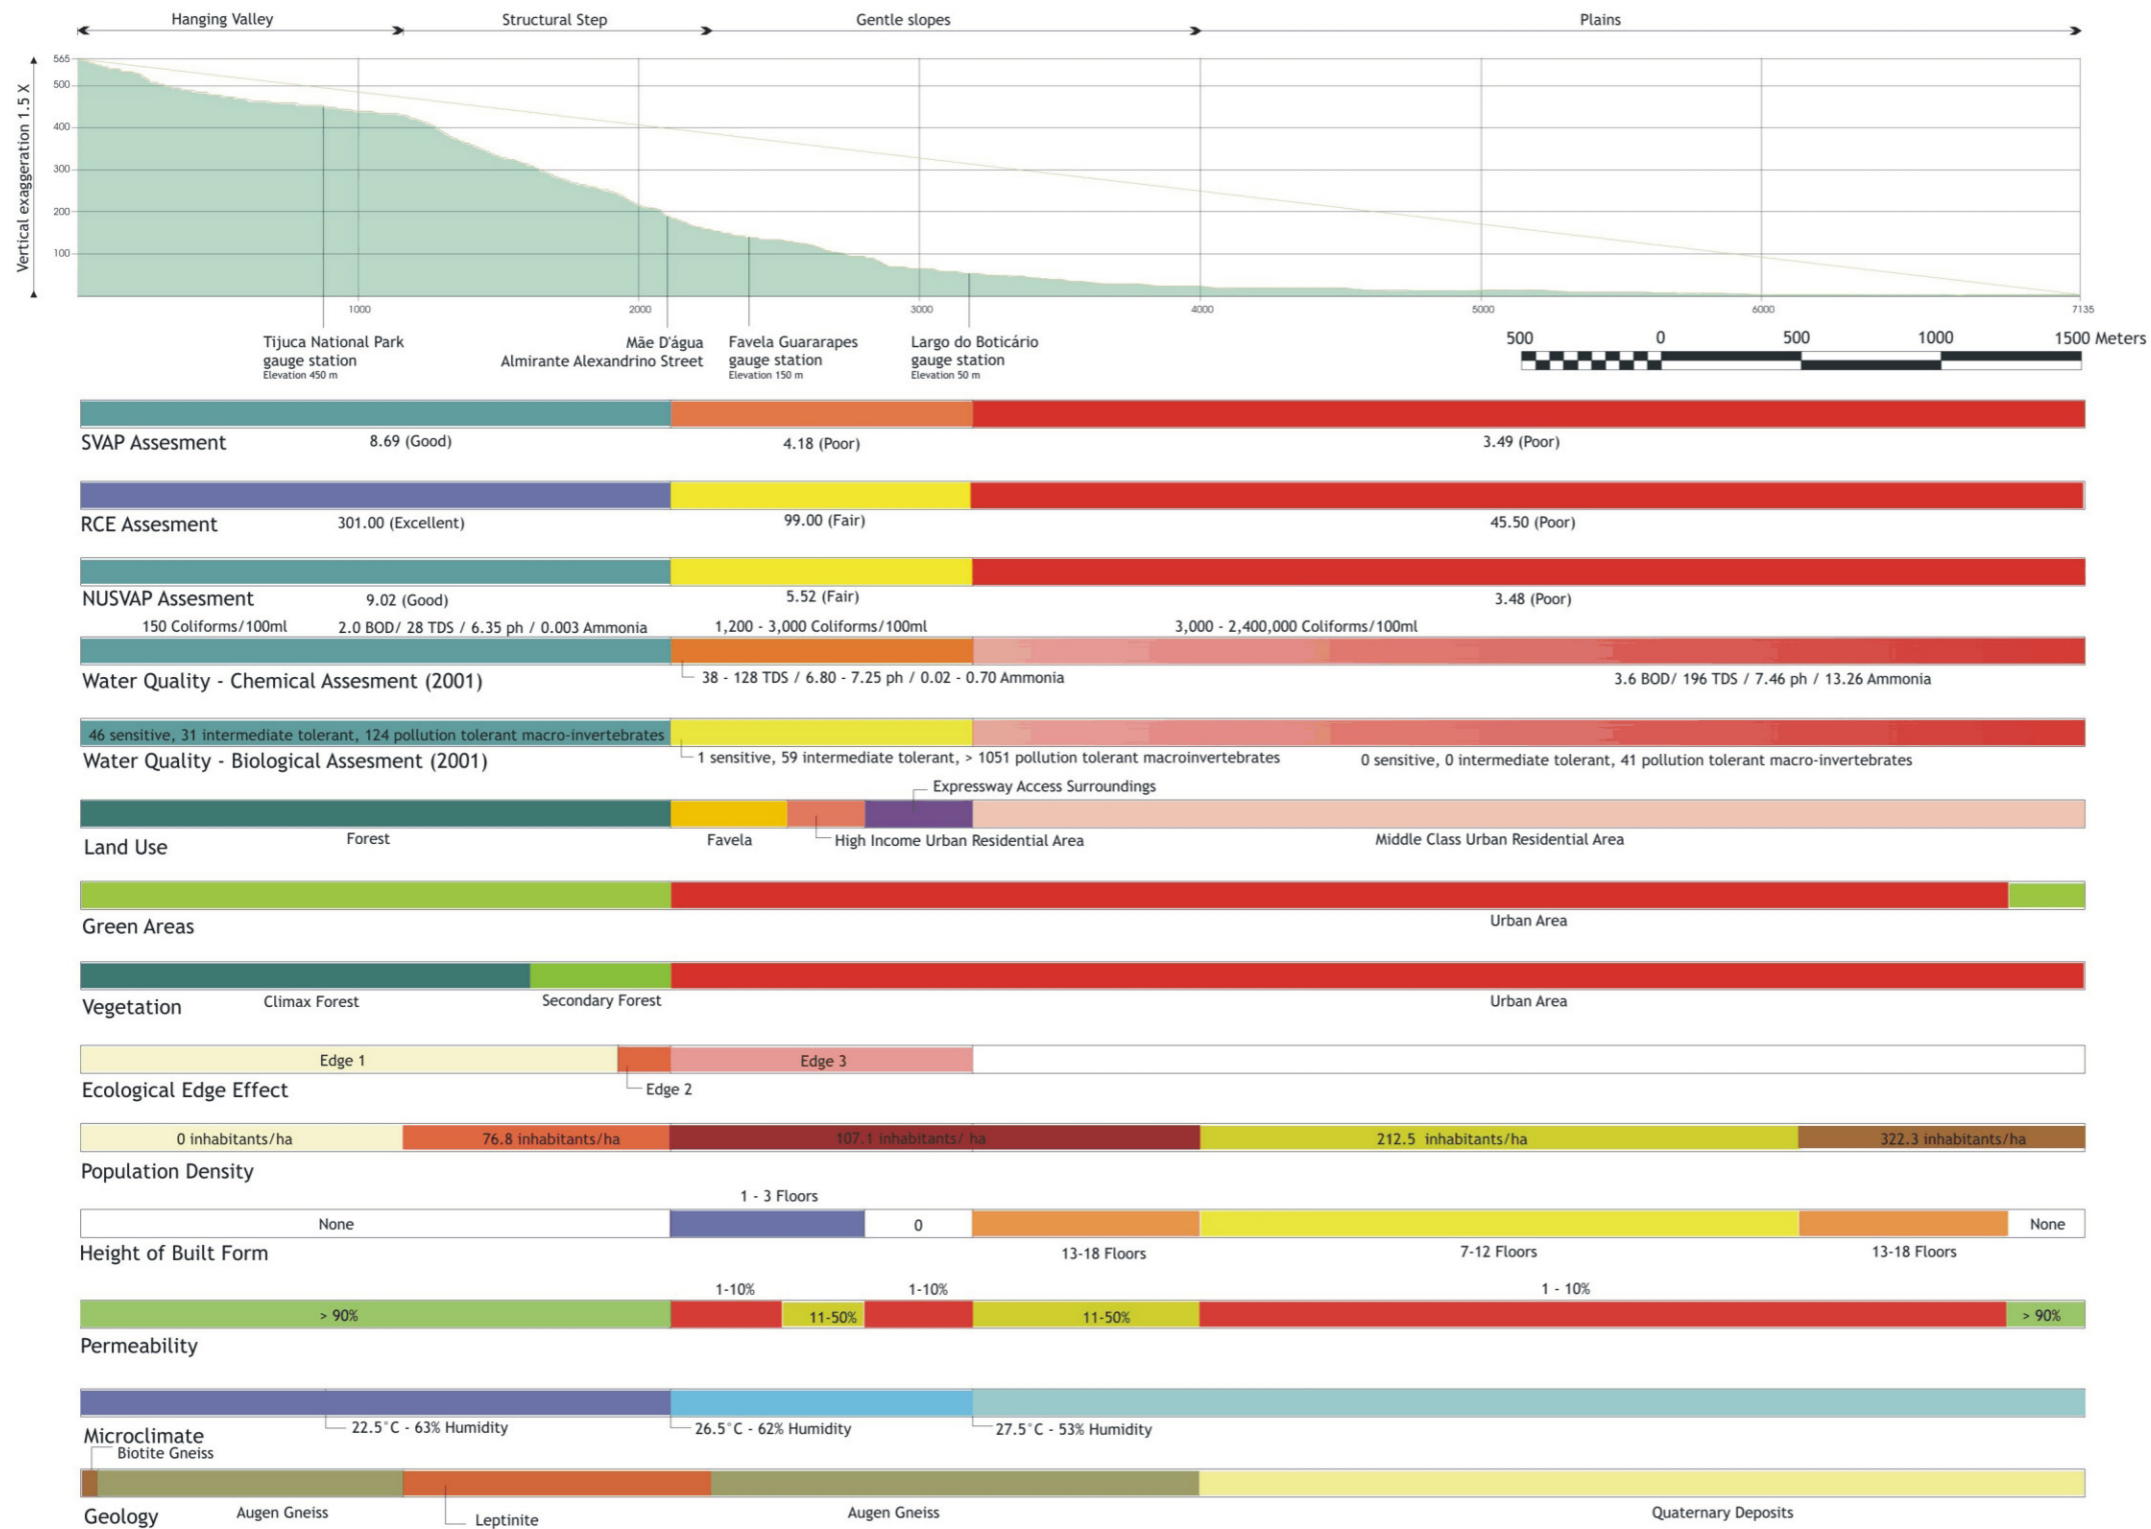 Hanging Valley
Structural Step
Gentle slopes
Plains
Vertical exaggeration 1.5 X
565
500
400
300
200
100
1000
2000
3000
4000
5000
6000
7135
Tijuca National Park
gauge station
Elevation 450 m
Mãe D'água
Almirante Alexandrino Street
Favela Guararapes
gauge station
Elevation 150 m
Largo do Boticário
gauge station
Elevation 50 m
500 0 500 1000 1500 Meters
SVAP Assesment
8.69 (Good)
4.18 (Poor)
3.49 (Poor)
RCE Assesment
301.00 (Excellent)
99.00 (Fair)
45.50 (Poor)
NUSVAP Assesment
9.02 (Good)
5.52 (Fair)
3.48 (Poor)
150 Coliforms/100ml
2.0 BOD/ 28 TDS / 6.35 ph / 0.003 Ammonia
1,200 - 3,000 Coliforms/100ml
3,000 - 2,400,000 Coliforms/100ml
Water Quality - Chemical Assesment (2001)
38 - 128 TDS / 6.80 - 7.25 ph / 0.02 - 0.70 Ammonia
3.6 BOD/ 196 TDS / 7.46 ph / 13.26 Ammonia
46 sensitive, 31 intermediate tolerant, 124 pollution tolerant macro-invertebrates
Water Quality - Biological Assesment (2001)
1 sensitive, 59 intermediate tolerant, > 1051 pollution tolerant macroinvertebrates
0 sensitive, 0 intermediate tolerant, 41 pollution tolerant macro-invertebrates
Expressway Access Surroundings
Land Use
Forest
Favela
High Income Urban Residential Area
Middle Class Urban Residential Area
Green Areas
Urban Area
Vegetation
Climax Forest
Secondary Forest
Urban Area
Edge 1
Edge 3
Ecological Edge Effect
Edge 2
0 inhabitants/ha
76.8 inhabitants/ha
107.1 inhabitants/ ha
212.5 inhabitants/ha
322.3 inhabitants/ha
Population Density
1 - 3 Floors
None
0
None
Height of Built Form
13-18 Floors
7-12 Floors
13-18 Floors
1-10%
1-10%
1 - 10%
> 90%
11-50%
11-50%
> 90%
Permeability
Microclimate
22.5°C - 63% Humidity
26.5°C - 62% Humidity
27.5°C - 53% Humidity
Biotite Gneiss
Geology
Augen Gneiss
Leptinite
Augen Gneiss
Quaternary Deposits